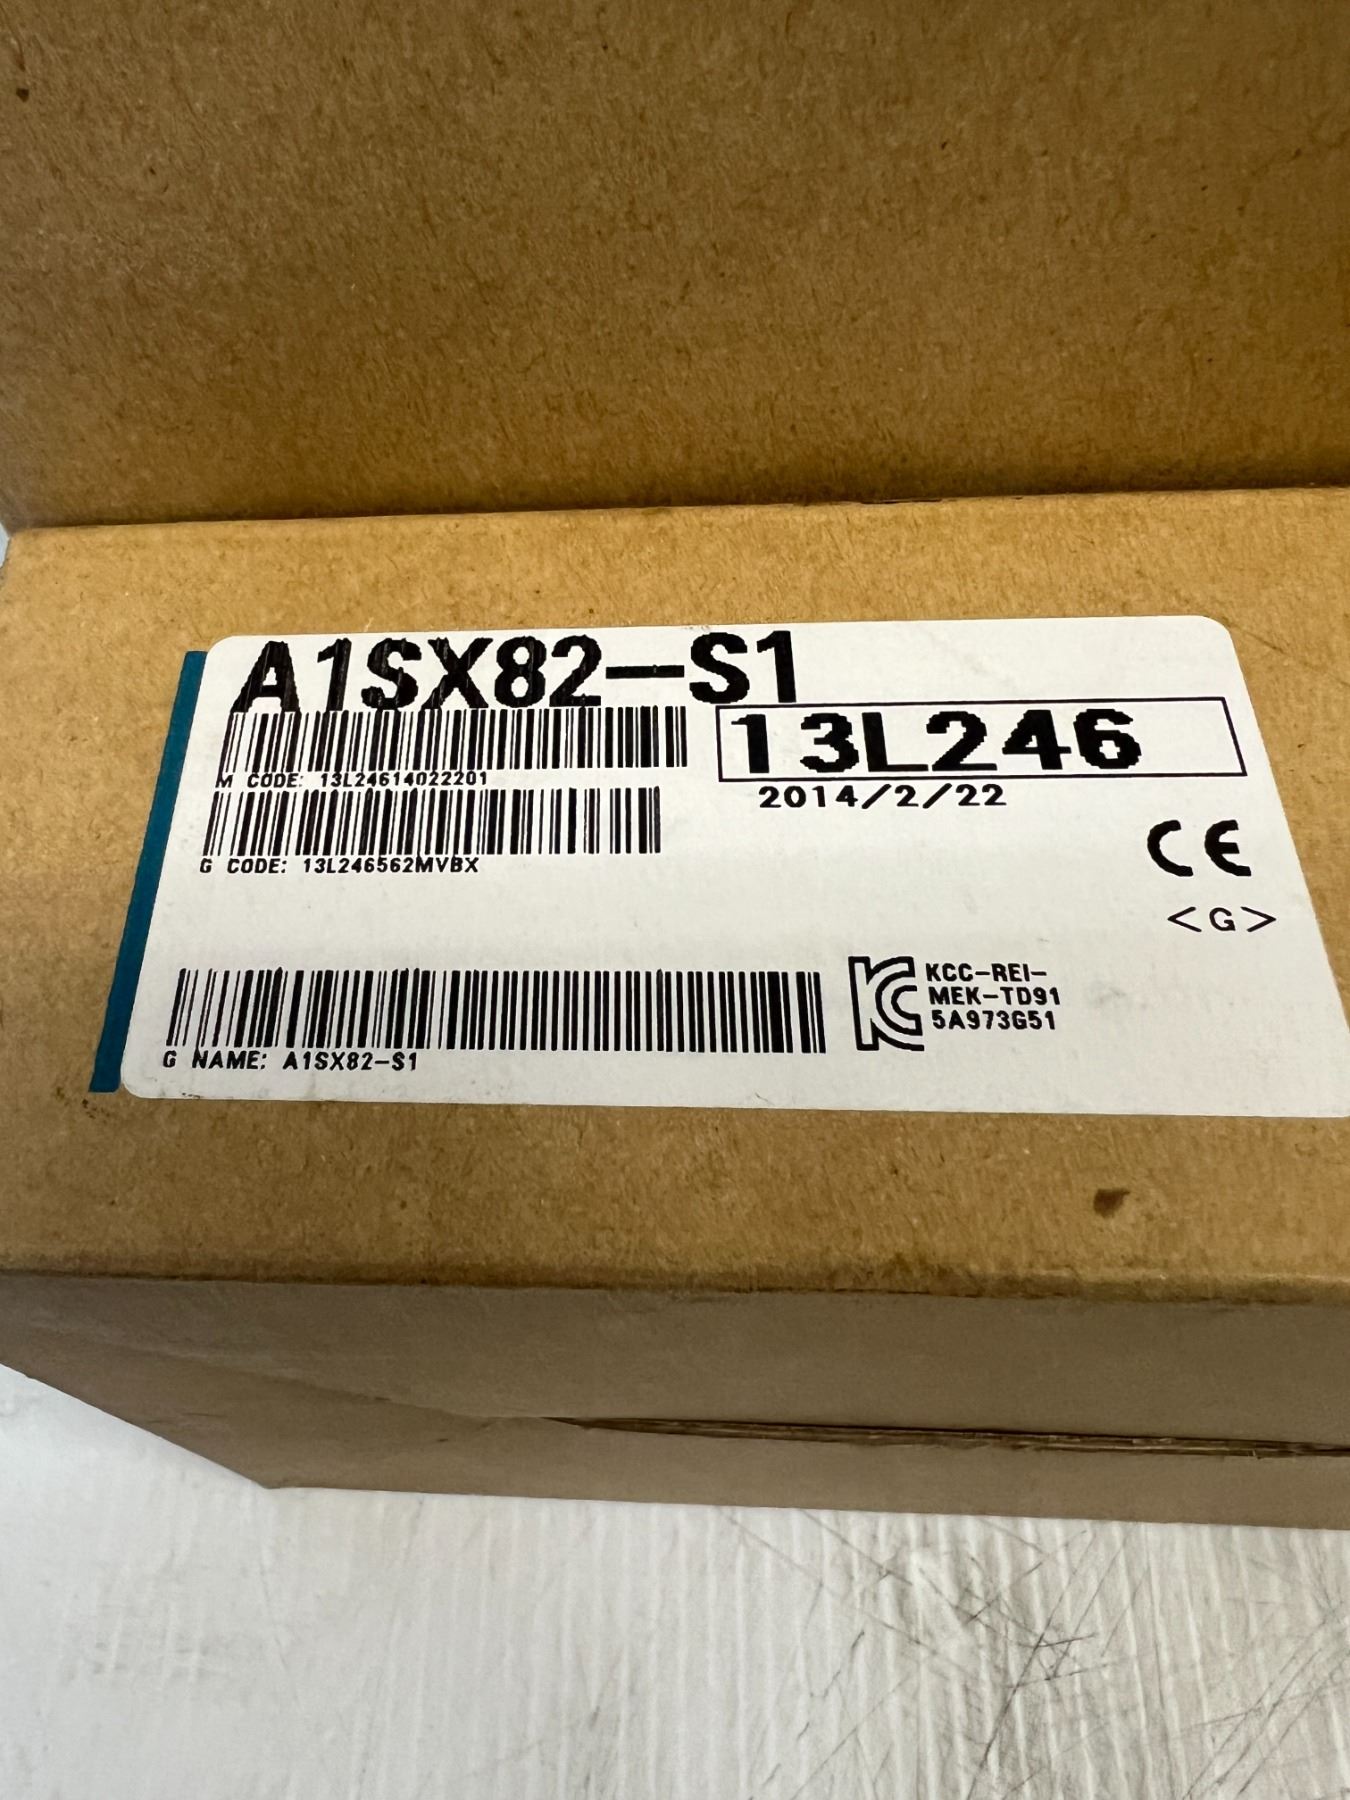 A1SX82-S1
13L246
M CODE: 13L24614022201
2014/2/22
G CODE: 13L246562MVBX
CE
<G>
KC KCC-REI-
MEK-TD91
5A973G51
G NAME: A1SX82-S1